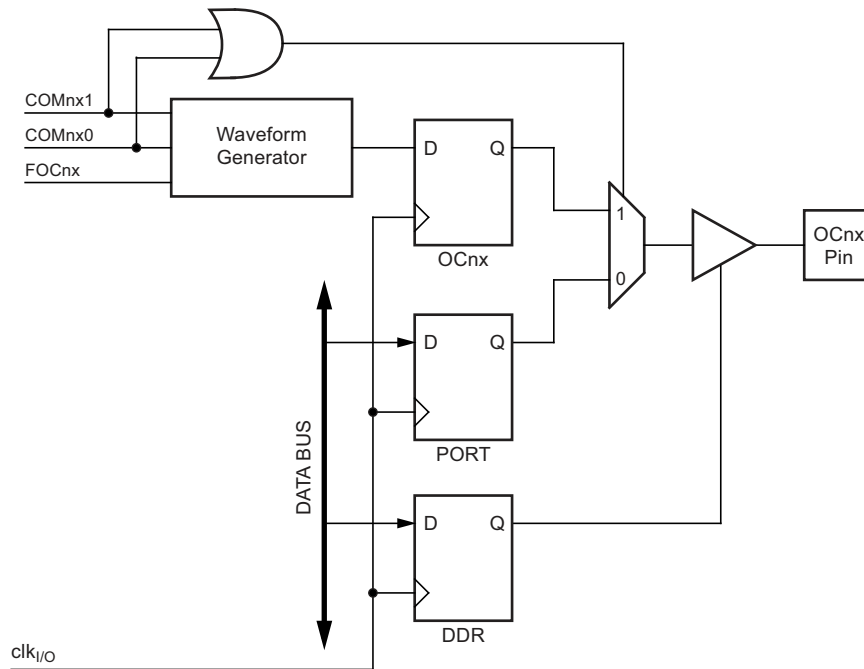 COMnx1
COMnx0
FOCnx
Waveform
Generator
D
Q
OCnx
1
0
OCnx
Pin
D
Q
PORT
DATA BUS
D
Q
DDR
clkI/O